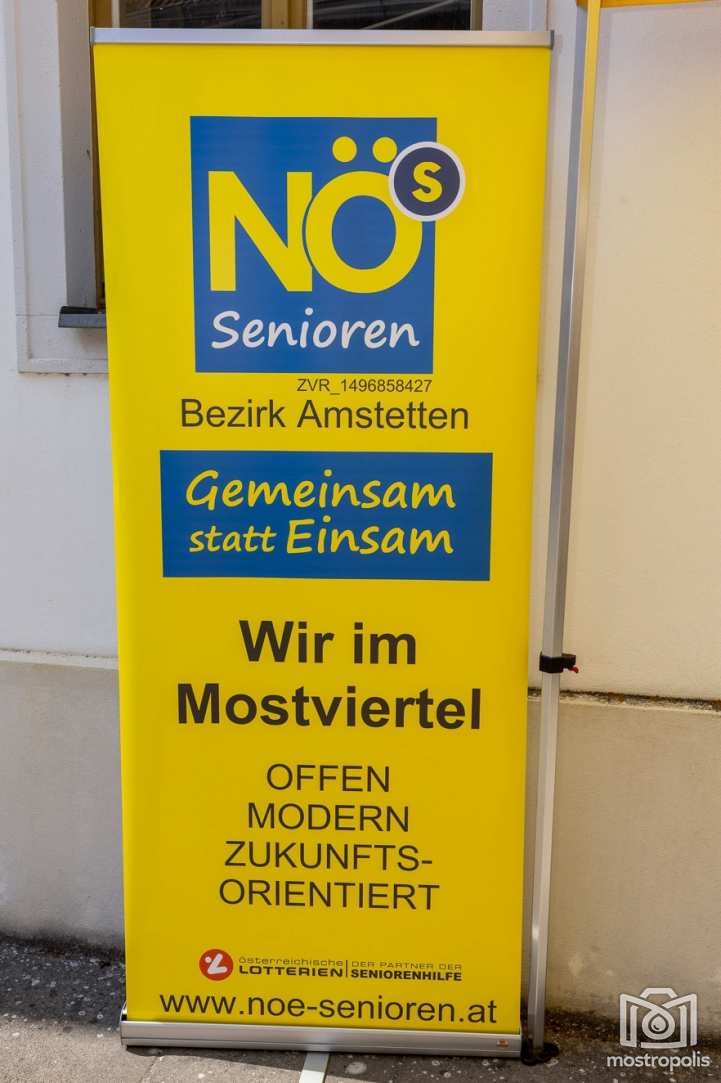 NÖ S
Senioren
ZVR_1496858427
Bezirk Amstetten
Gemeinsam
statt Einsam
Wir im
Mostviertel
OFFEN
MODERN
ZUKUNFTS-
ORIENTIERT
österreichische DER PARTNER DER
LOTTERIEN SENIORENHILFE
www.noe-senioren.at
mostropolis